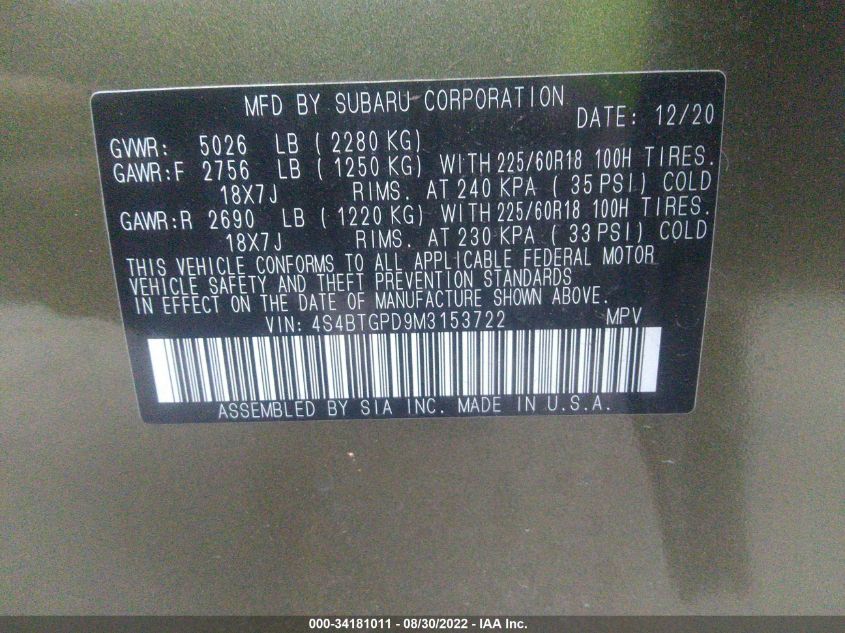 MFD BY SUBARU CORPORATION
DATE: 12/20
GVWR: 5026 LB ( 2280 KG)
GAWR:F 2756 LB ( 1250 KG) WITH 225/60R18 100H TIRES.
18X7J RIMS. AT 240 KPA ( 35 PSI) COLD
GAWR:R 2690 LB ( 1220 KG) WITH 225/60R18 100H TIRES.
18X7J RIMS. AT 230 KPA ( 33 PSI) COLD
THIS VEHICLE CONFORMS TO ALL APPLICABLE FEDERAL MOTOR
VEHICLE SAFETY AND THEFT PREVENTION STANDARDS
IN EFFECT ON THE DATE OF MANUFACTURE SHOWN ABOVE.
VIN: 4S4BTGPD9M3153722 MPV
ASSEMBLED BY SIA INC. MADE IN U.S.A.
000-34181011 - 08/30/2022 - IAA Inc.